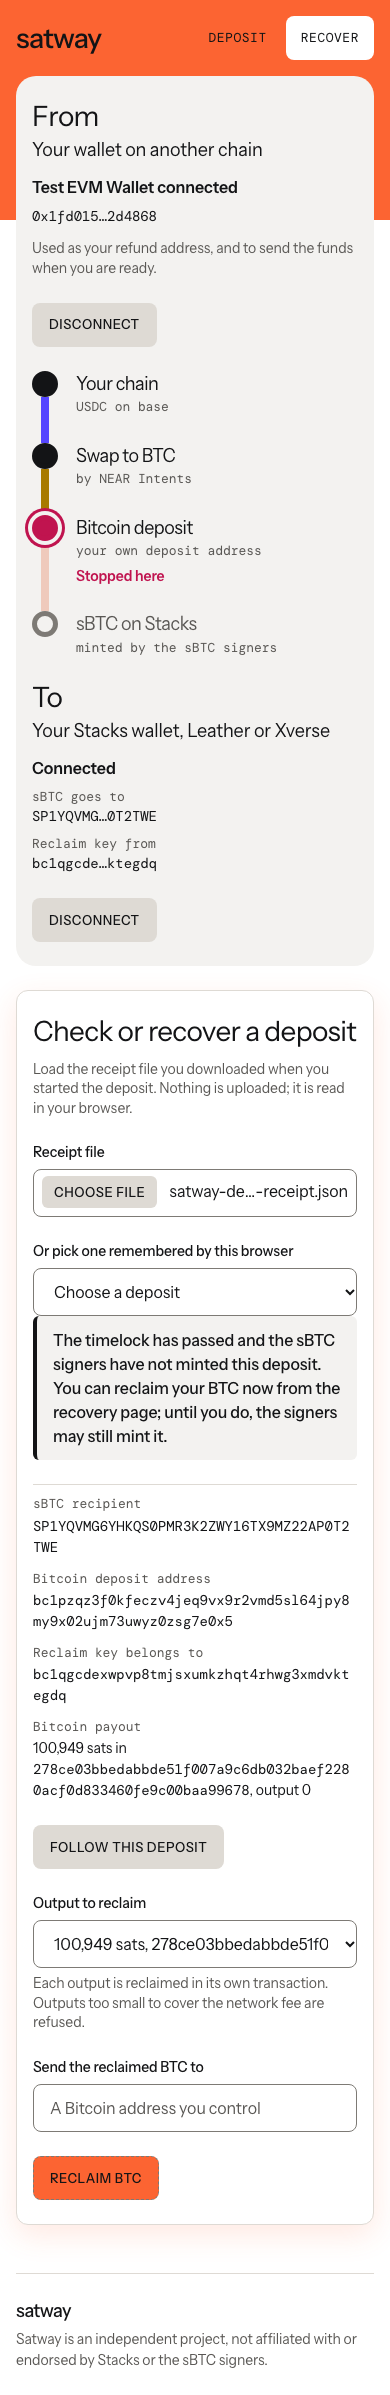 satway
DEPOSIT
RECOVER
From
Your wallet on another chain
Test EVM Wallet connected
0x1fd015…2d4868
Used as your refund address, and to send the funds
when you are ready.
DISCONNECT
Your chain
USDC on base
Swap to BTC
by NEAR Intents
Bitcoin deposit
your own deposit address
Stopped here
sBTC on Stacks
minted by the sBTC signers
To
Your Stacks wallet, Leather or Xverse
Connected
sBTC goes to
SP1YQVMG…0T2TWE
Reclaim key from
bc1qgcde…ktegdq
DISCONNECT
Check or recover a deposit
Load the receipt file you downloaded when you
started the deposit. Nothing is uploaded; it is read
in your browser.
Receipt file
CHOOSE FILE
satway-de…-receipt.json
Or pick one remembered by this browser
Choose a deposit
The timelock has passed and the sBTC
signers have not minted this deposit.
You can reclaim your BTC now from the
recovery page; until you do, the signers
may still mint it.
sBTC recipient
SP1YQVMG6YHKQS0PMR3K2ZWY16TX9MZ22AP0T2
TWE
Bitcoin deposit address
bc1pzqz3f0kfeczv4jeq9vx9r2vmd5sl64jpy8
my9x02ujm73uwyz0zsg7e0x5
Reclaim key belongs to
bc1qgcdexwpvp8tmjsxumkzhqt4rhwg3xmdvkt
egdq
Bitcoin payout
100,949 sats in
278ce03bbedabbde51f007a9c6db032baef228
0acf0d833460fe9c00baa99678, output 0
FOLLOW THIS DEPOSIT
Output to reclaim
100,949 sats, 278ce03bbedabbde51f0
Each output is reclaimed in its own transaction.
Outputs too small to cover the network fee are
refused.
Send the reclaimed BTC to
A Bitcoin address you control
RECLAIM BTC
satway
Satway is an independent project, not affiliated with or
endorsed by Stacks or the sBTC signers.